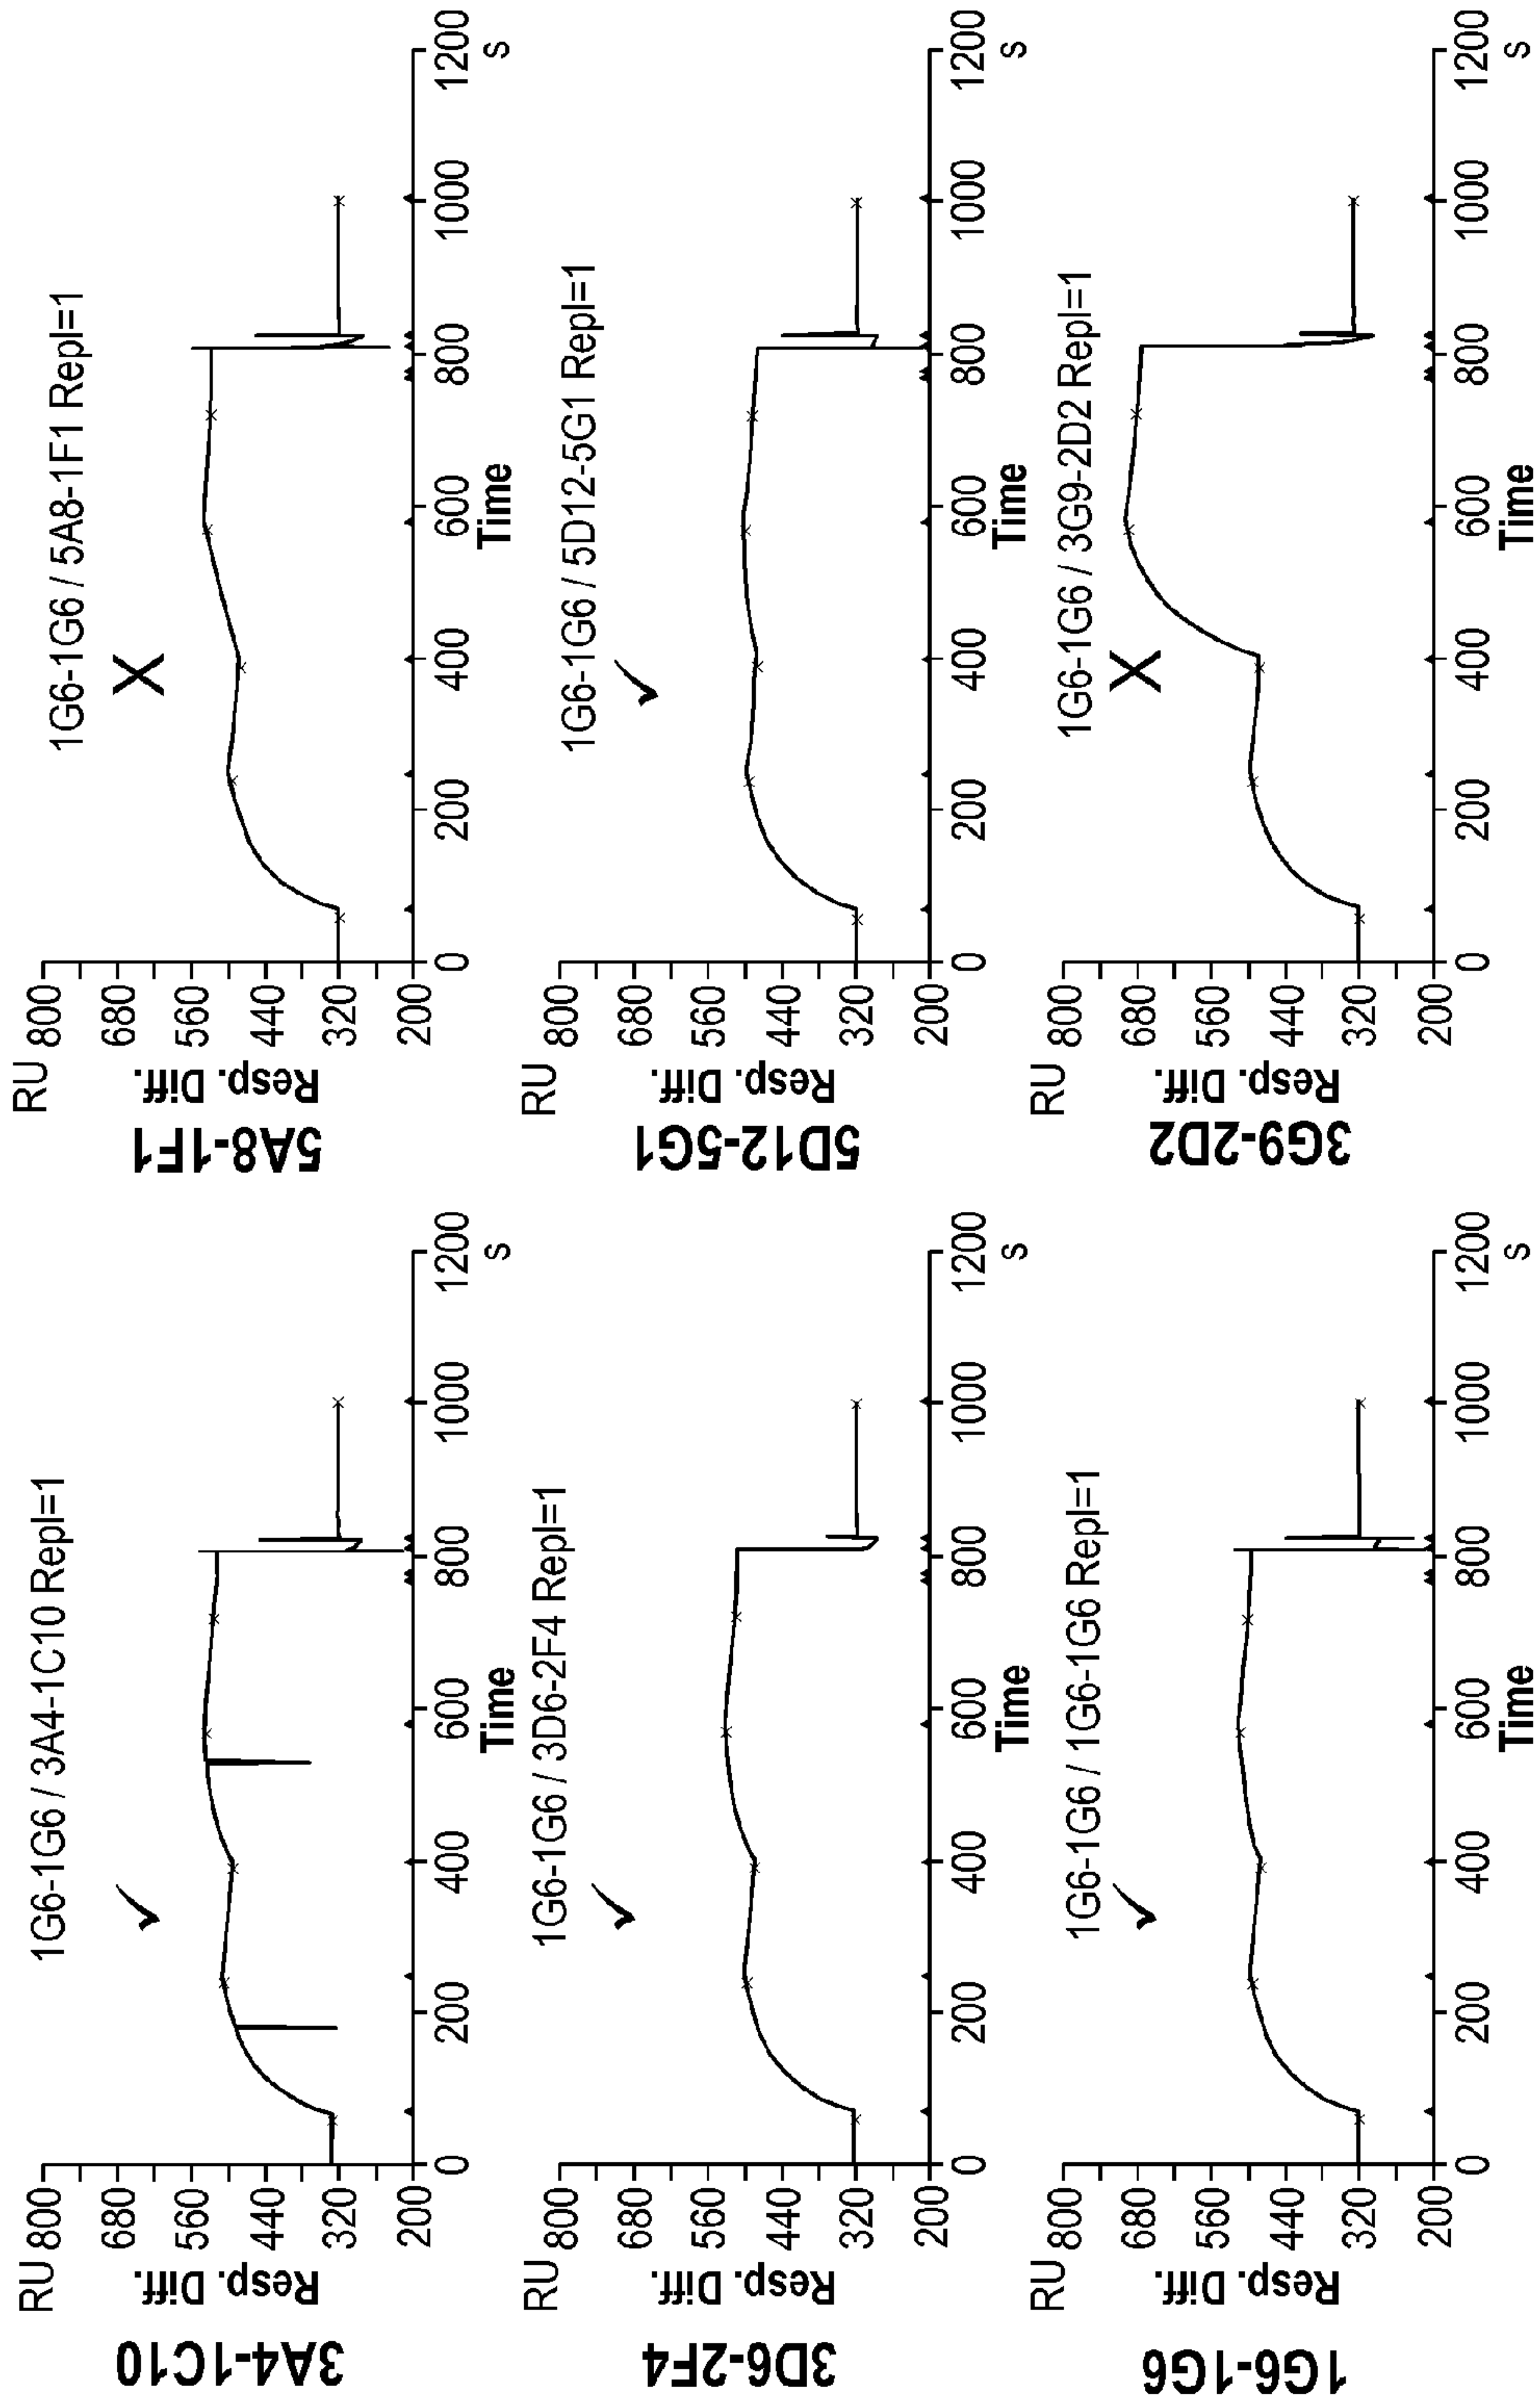 3A4-1C10
1G6-1G6 / 3A4-1C10 Repl=1
RU
800
680
560
440
320
200
Resp. Diff.
0 200 400 600 800 1000 1200
Time
s
5A8-1F1
1G6-1G6 / 5A8-1F1 Repl=1
X
RU
800
680
560
440
320
200
Resp. Diff.
0 200 400 600 800 1000 1200
Time
s
3D6-2F4
1G6-1G6 / 3D6-2F4 Repl=1
RU
800
680
560
440
320
200
Resp. Diff.
0 200 400 600 800 1000 1200
Time
s
5D12-5G1
1G6-1G6 / 5D12-5G1 Repl=1
RU
800
680
560
440
320
200
Resp. Diff.
0 200 400 600 800 1000 1200
Time
s
1G6-1G6
1G6-1G6 / 1G6-1G6 Repl=1
RU
800
680
560
440
320
200
Resp. Diff.
0 200 400 600 800 1000 1200
Time
s
3G9-2D2
1G6-1G6 / 3G9-2D2 Repl=1
X
RU
800
680
560
440
320
200
Resp. Diff.
0 200 400 600 800 1000 1200
Time
s